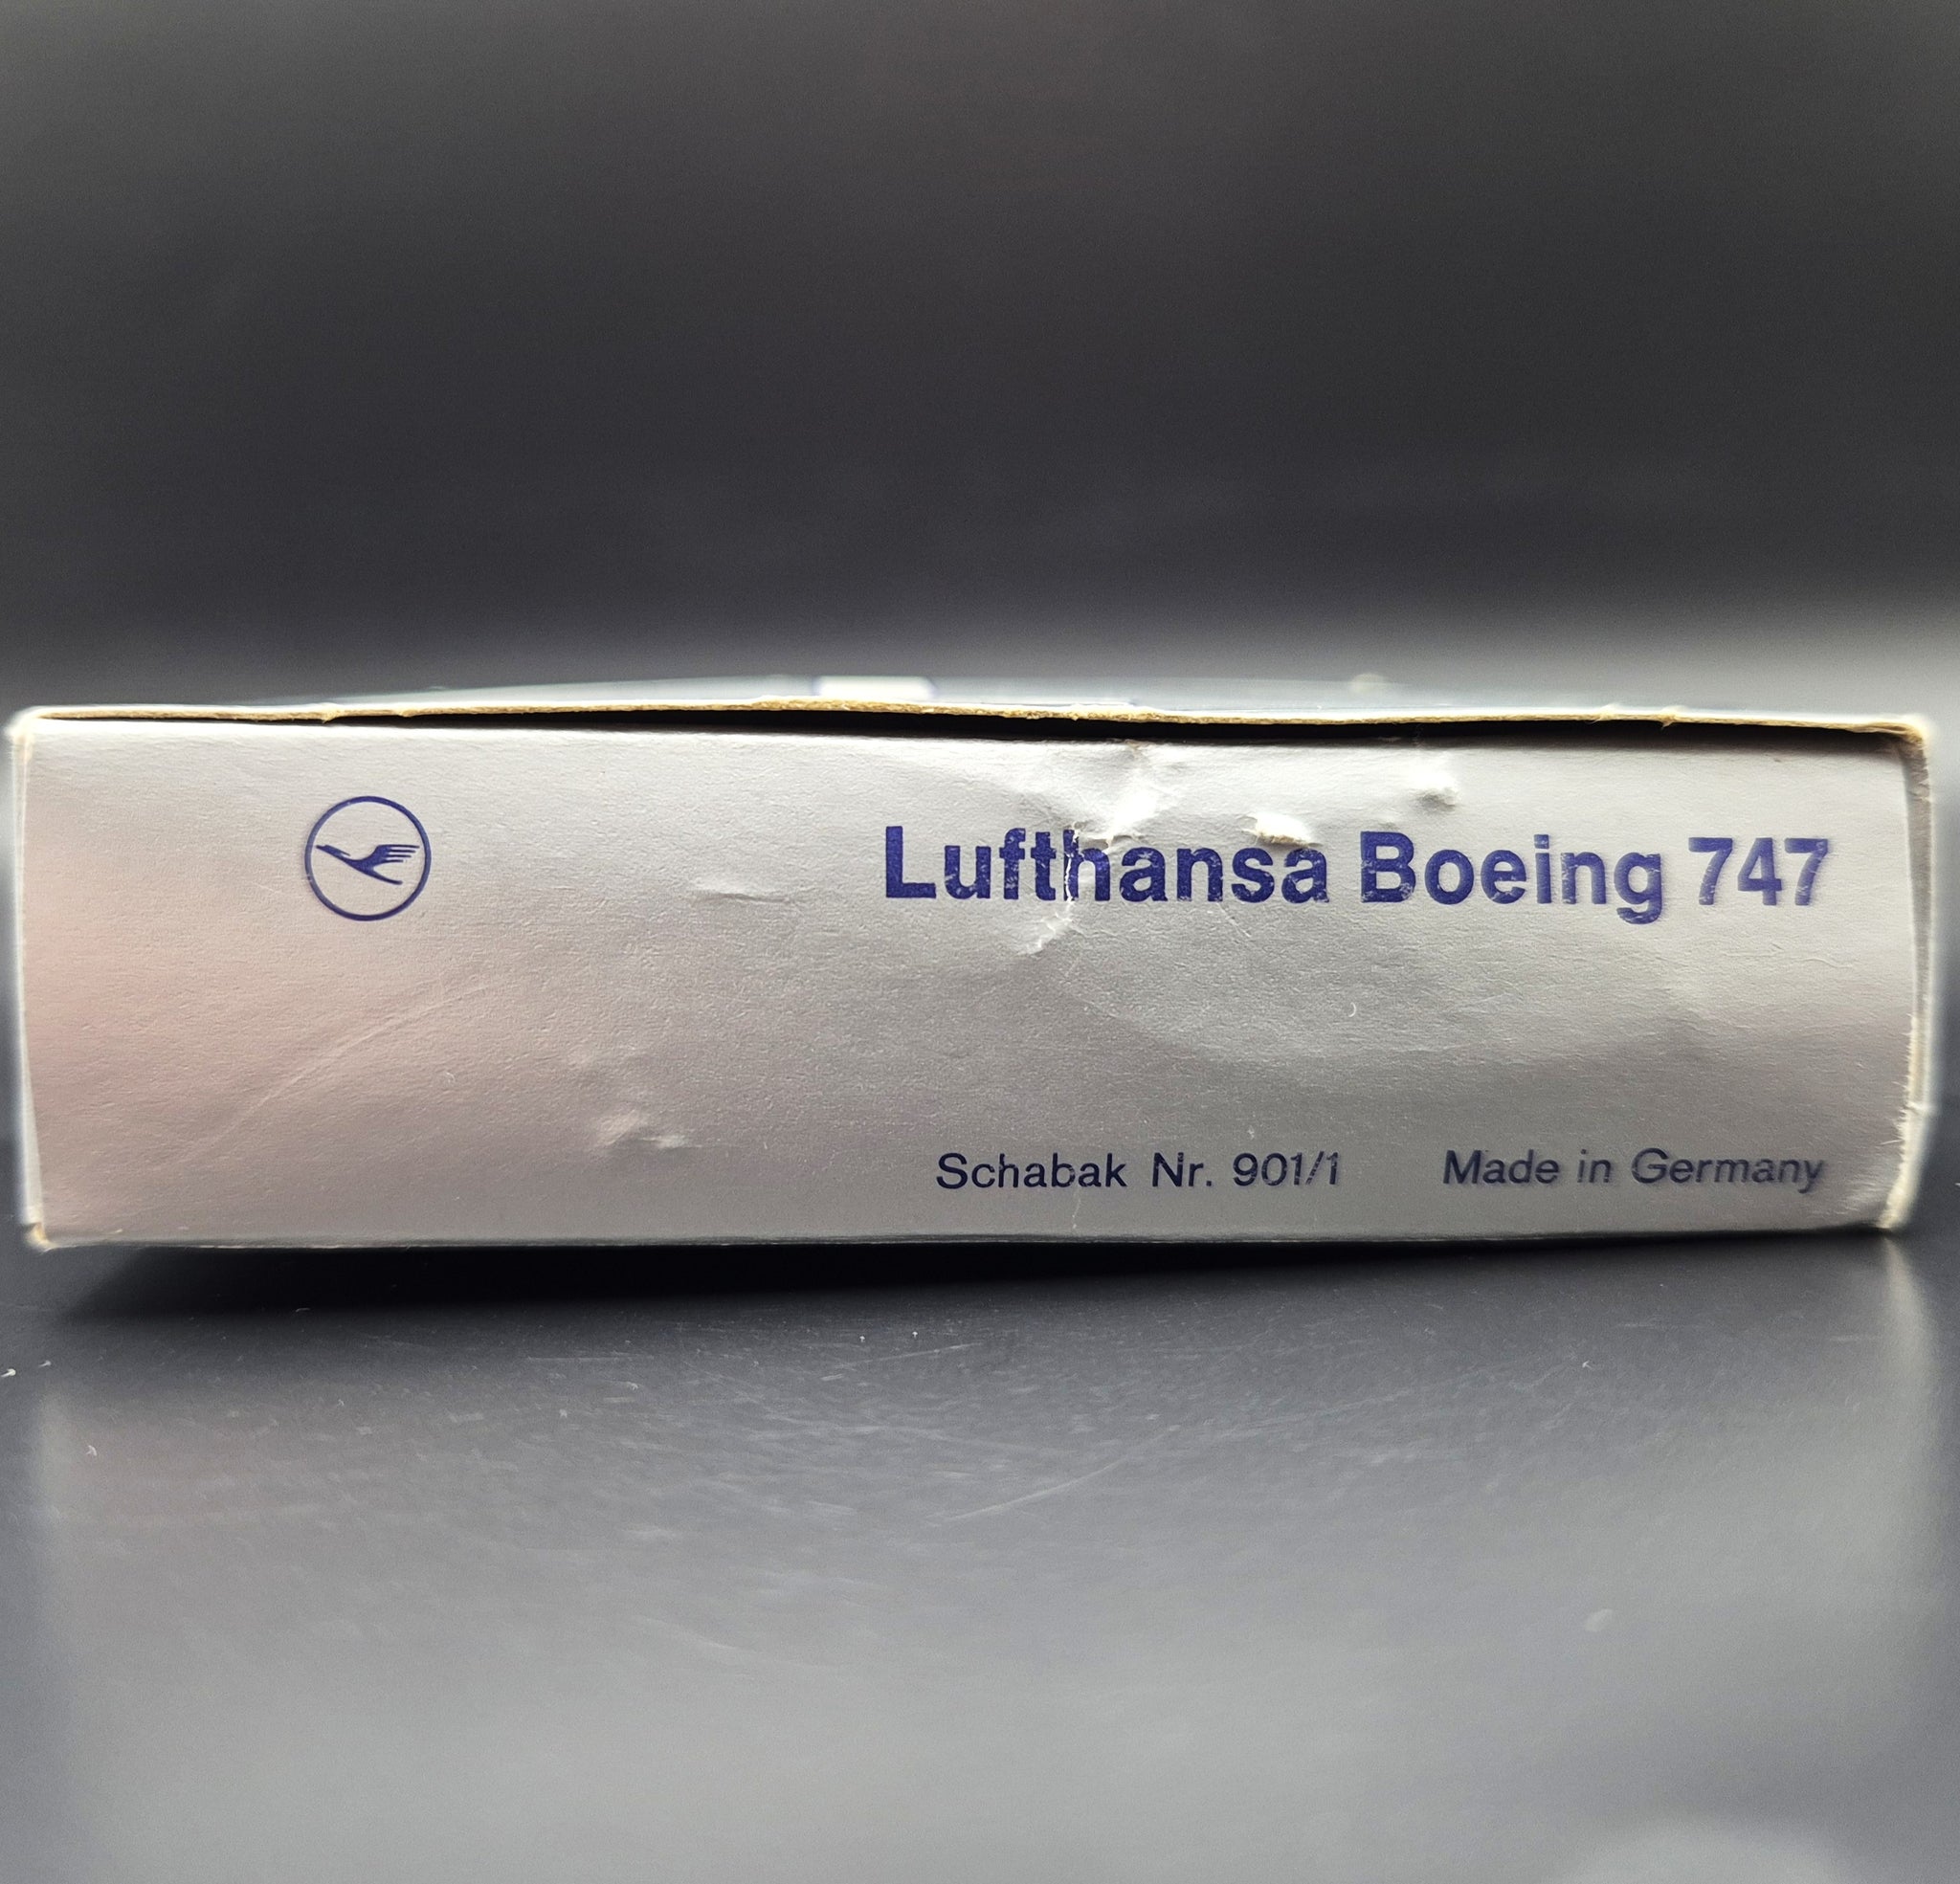 Lufthansa Boeing 747
Schabak Nr. 901/1 Made in Germany